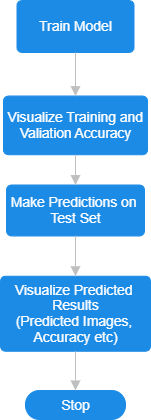 Train Model
Visualize Training and
Valiation Accuracy
Make Predictions on
Test Set
Visualize Predicted
Results
(Predicted Images,
Accuracy etc)
Stop